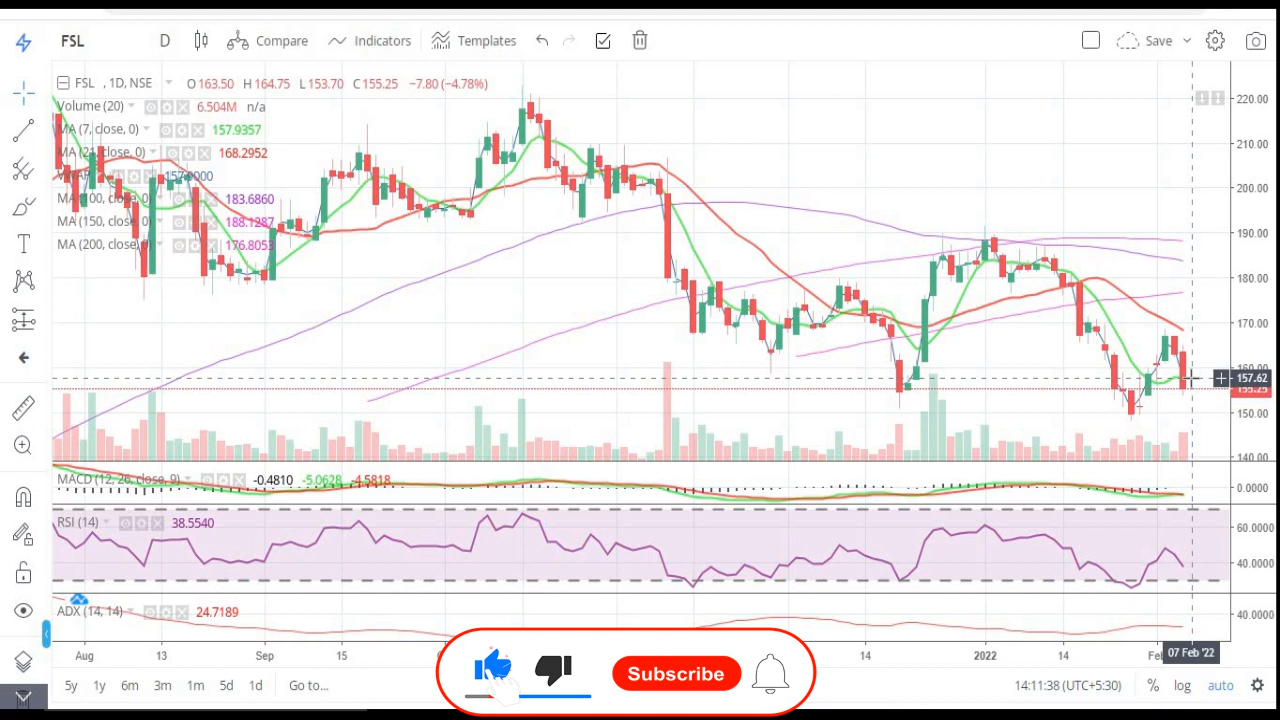 FSL D Compare Indicators Templates Save
FSL , 1D, NSE O 163.50 H 164.75 L 153.70 C 155.25 −7.80 (−4.78%)
Volume (20) 6.504M n/a
MA (7, close, 0) 157.9357
MA (21, close, 0) 168.2952
MA (100, close, 0) 183.6860
MA (150, close, 0) 188.1287
MA (200, close, 0) 176.8053
220.00
210.00
200.00
190.00
180.00
170.00
160.00
157.62
155.25
150.00
140.00
MACD (12, 26, close, 9) -0.4810 -5.0628 -4.5818
0.0000
RSI (14) 38.5540
60.0000
40.0000
ADX (14, 14) 24.7189
40.0000
Aug 13 Sep 15 14 2022 14 07 Feb '22
5y 1y 6m 3m 1m 5d 1d Go to... Subscribe 14:11:38 (UTC+5:30) % log auto